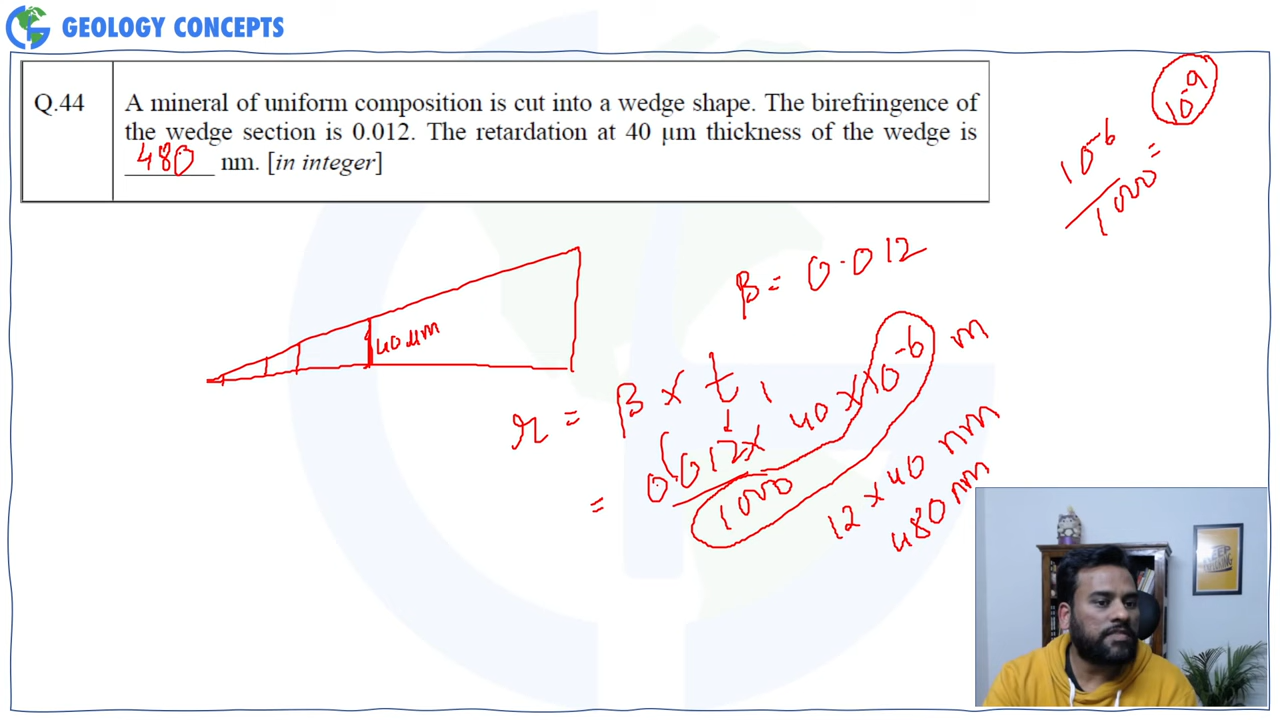 GEOLOGY CONCEPTS
Q.44
A mineral of uniform composition is cut into a wedge shape. The birefringence of
the wedge section is 0.012. The retardation at 40 μm thickness of the wedge is
480 nm. [in integer]
10⁻⁶ / 1000 = 10⁻⁹
β = 0.012
40 μm
r = β × t
= 0.012 × 40 × 10⁻⁶ m
1000
12 × 40 nm
480 nm